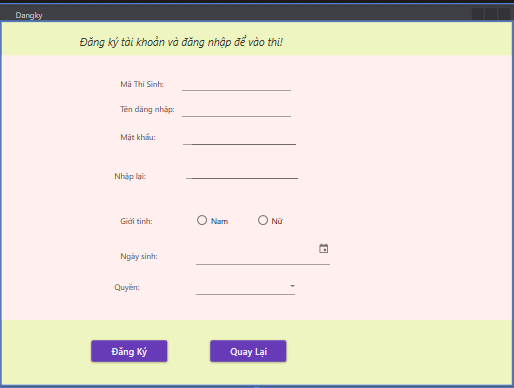 Dangky
Đăng ký tài khoản và đăng nhập để vào thi!
Mã Thí Sinh:
Tên đăng nhập:
Mật khẩu:
Nhập lại:
Giới tính: Nam Nữ
Ngày sinh:
Quyền:
Đăng Ký Quay Lại